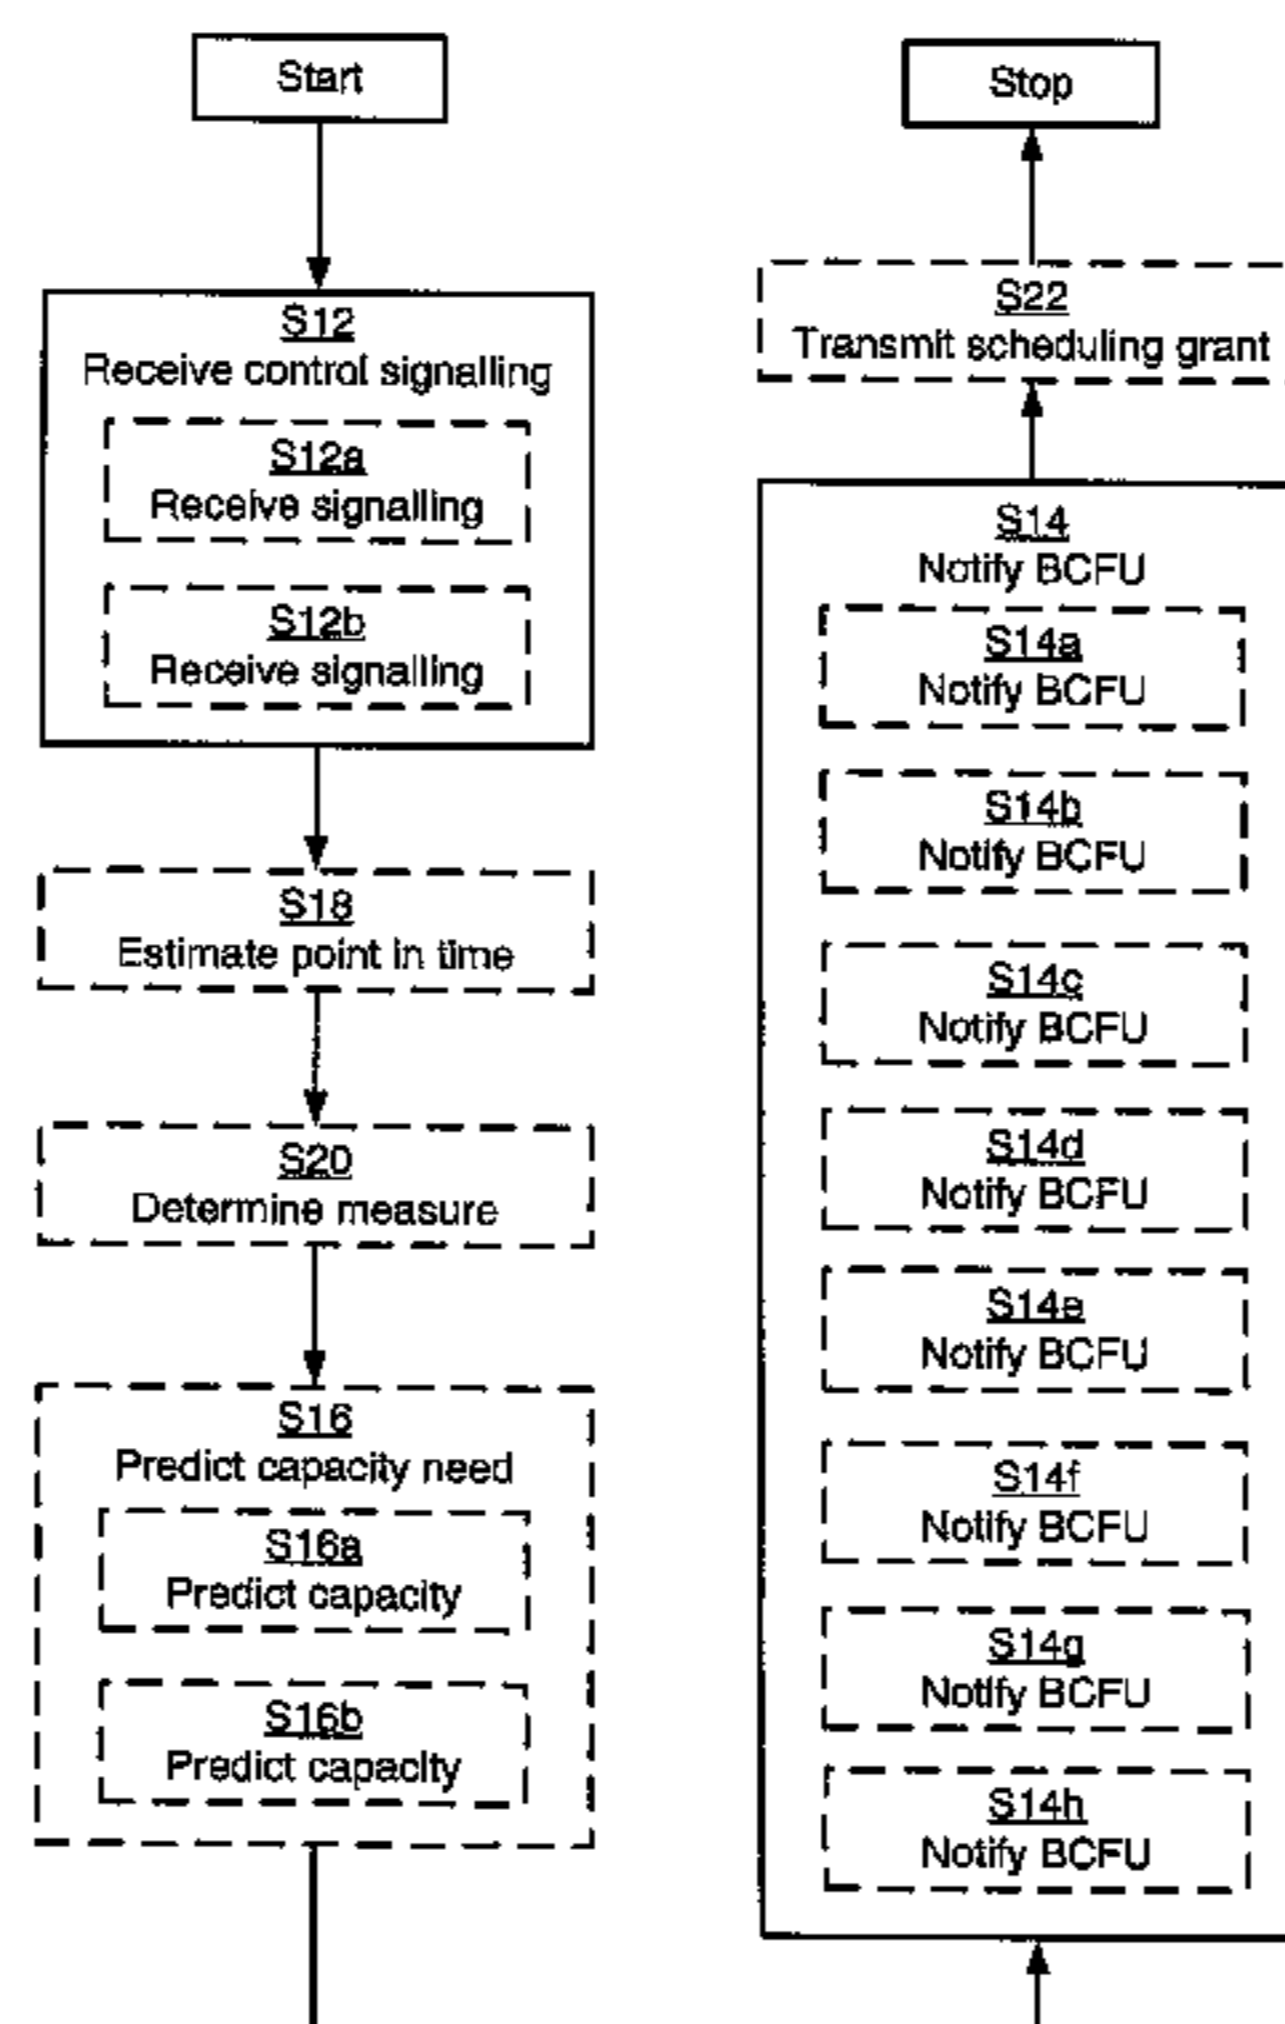 Start
S12
Receive control signalling
S12a
Receive signalling
S12b
Receive signalling
S18
Estimate point in time
S20
Determine measure
S16
Predict capacity need
S16a
Predict capacity
S16b
Predict capacity
Stop
S22
Transmit scheduling grant
S14
Notify BCFU
S14a
Notify BCFU
S14b
Notify BCFU
S14c
Notify BCFU
S14d
Notify BCFU
S14e
Notify BCFU
S14f
Notify BCFU
S14g
Notify BCFU
S14h
Notify BCFU